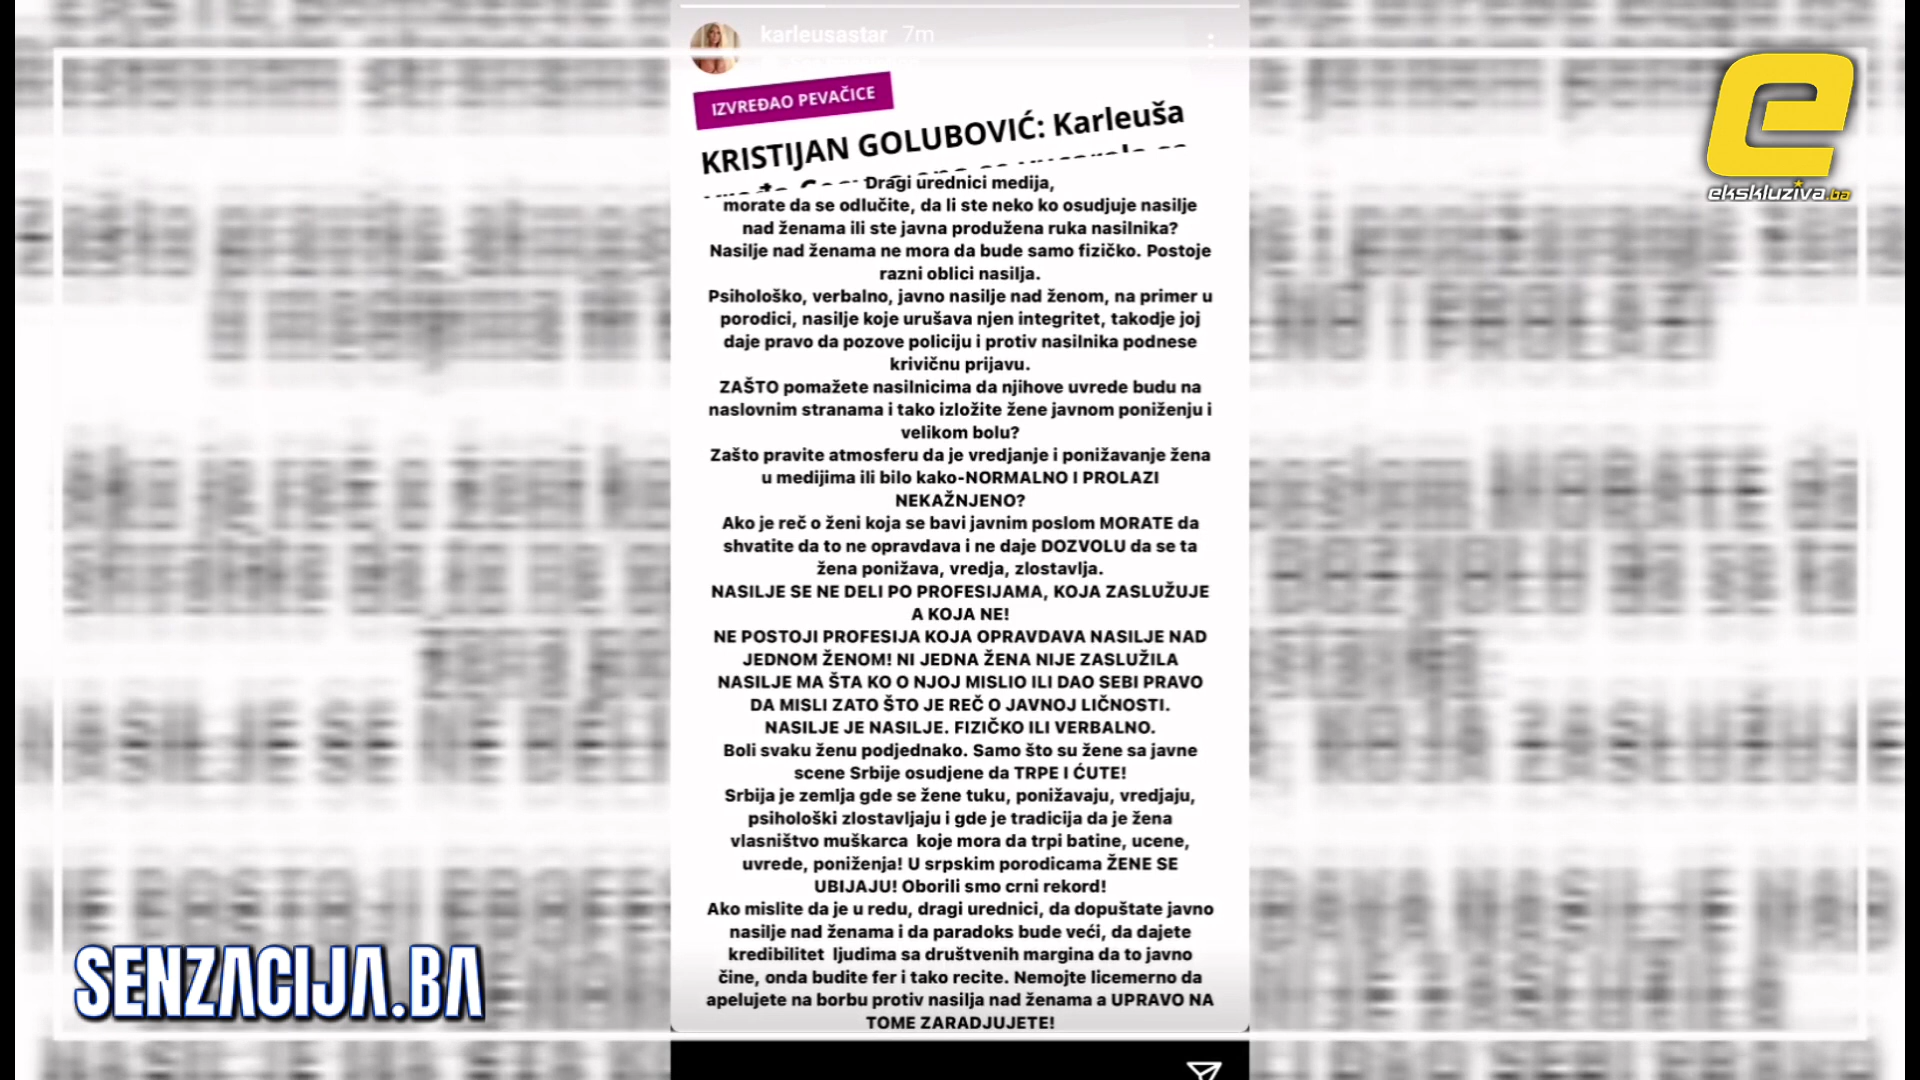 karleusastar 7m
IZVREĐAO PEVAČICE
KRISTIJAN GOLUBOVIĆ: Karleuša
Dragi urednici medija,
morate da se odlučite, da li ste neko ko osudjuje nasilje
nad ženama ili ste javna produžena ruka nasilnika?
Nasilje nad ženama ne mora da bude samo fizičko. Postoje
razni oblici nasilja.
Psihološko, verbalno, javno nasilje nad ženom, na primer u
porodici, nasilje koje urušava njen integritet, takodje joj
daje pravo da pozove policiju i protiv nasilnika podnese
krivičnu prijavu.
ZAŠTO pomažete nasilnicima da njihove uvrede budu na
naslovnim stranama i tako izložite žene javnom poniženju i
velikom bolu?
Zašto pravite atmosferu da je vredjanje i ponižavanje žena
u medijima ili bilo kako-NORMALNO I PROLAZI
NEKAŽNJENO?
Ako je reč o ženi koja se bavi javnim poslom MORATE da
shvatite da to ne opravdava i ne daje DOZVOLU da se ta
žena ponižava, vredja, zlostavlja.
NASILJE SE NE DELI PO PROFESIJAMA, KOJA ZASLUŽUJE
A KOJA NE!
NE POSTOJI PROFESIJA KOJA OPRAVDAVA NASILJE NAD
JEDNOM ŽENOM! NI JEDNA ŽENA NIJE ZASLUŽILA
NASILJE MA ŠTA KO O NJOJ MISLIO ILI DAO SEBI PRAVO
DA MISLI ZATO ŠTO JE REČ O JAVNOJ LIČNOSTI.
NASILJE JE NASILJE. FIZIČKO ILI VERBALNO.
Boli svaku ženu podjednako. Samo što su žene sa javne
scene Srbije osudjene da TRPE I ĆUTE!
Srbija je zemlja gde se žene tuku, ponižavaju, vredjaju,
psihološki zlostavljaju i gde je tradicija da je žena
vlasništvo muškarca koje mora da trpi batine, ucene,
uvrede, poniženja! U srpskim porodicama ŽENE SE
UBIJAJU! Oborili smo crni rekord!
Ako mislite da je u redu, dragi urednici, da dopuštate javno
nasilje nad ženama i da paradoks bude veći, da dajete
kredibilitet ljudima sa društvenih margina da to javno
čine, onda budite fer i tako recite. Nemojte licemerno da
apelujete na borbu protiv nasilja nad ženama a UPRAVO NA
TOME ZARADJUJETE!
e
ekskluziva.ba
SENZACIJA.BA